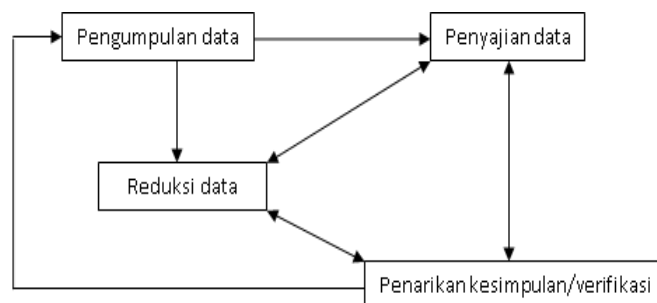 Pengumpulan data
Penyajian data
Reduksi data
Penarikan kesimpulan/verifikasi